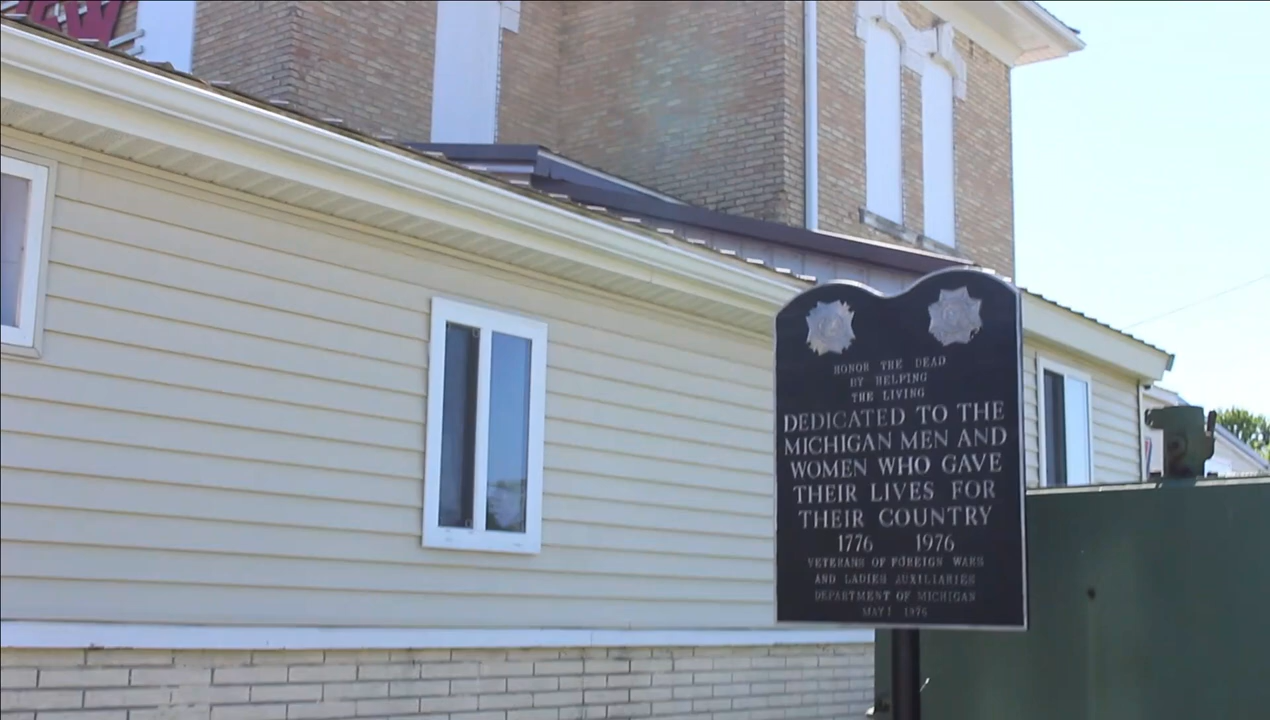 HONOR THE DEAD
BY HELPING
THE LIVING
DEDICATED TO THE
MICHIGAN MEN AND
WOMEN WHO GAVE
THEIR LIVES FOR
THEIR COUNTRY
1776 1976
VETERANS OF FOREIGN WARS
AND LADIES AUXILIARIES
DEPARTMENT OF MICHIGAN
MAY 1, 1976